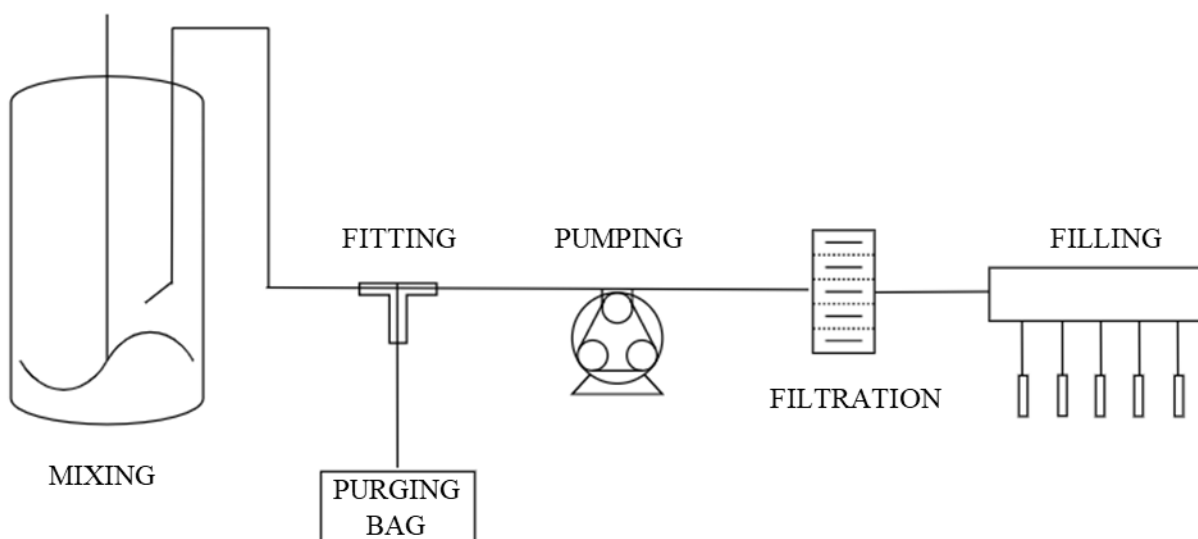 FITTING
PUMPING
FILLING
FILTRATION
MIXING
PURGING
BAG